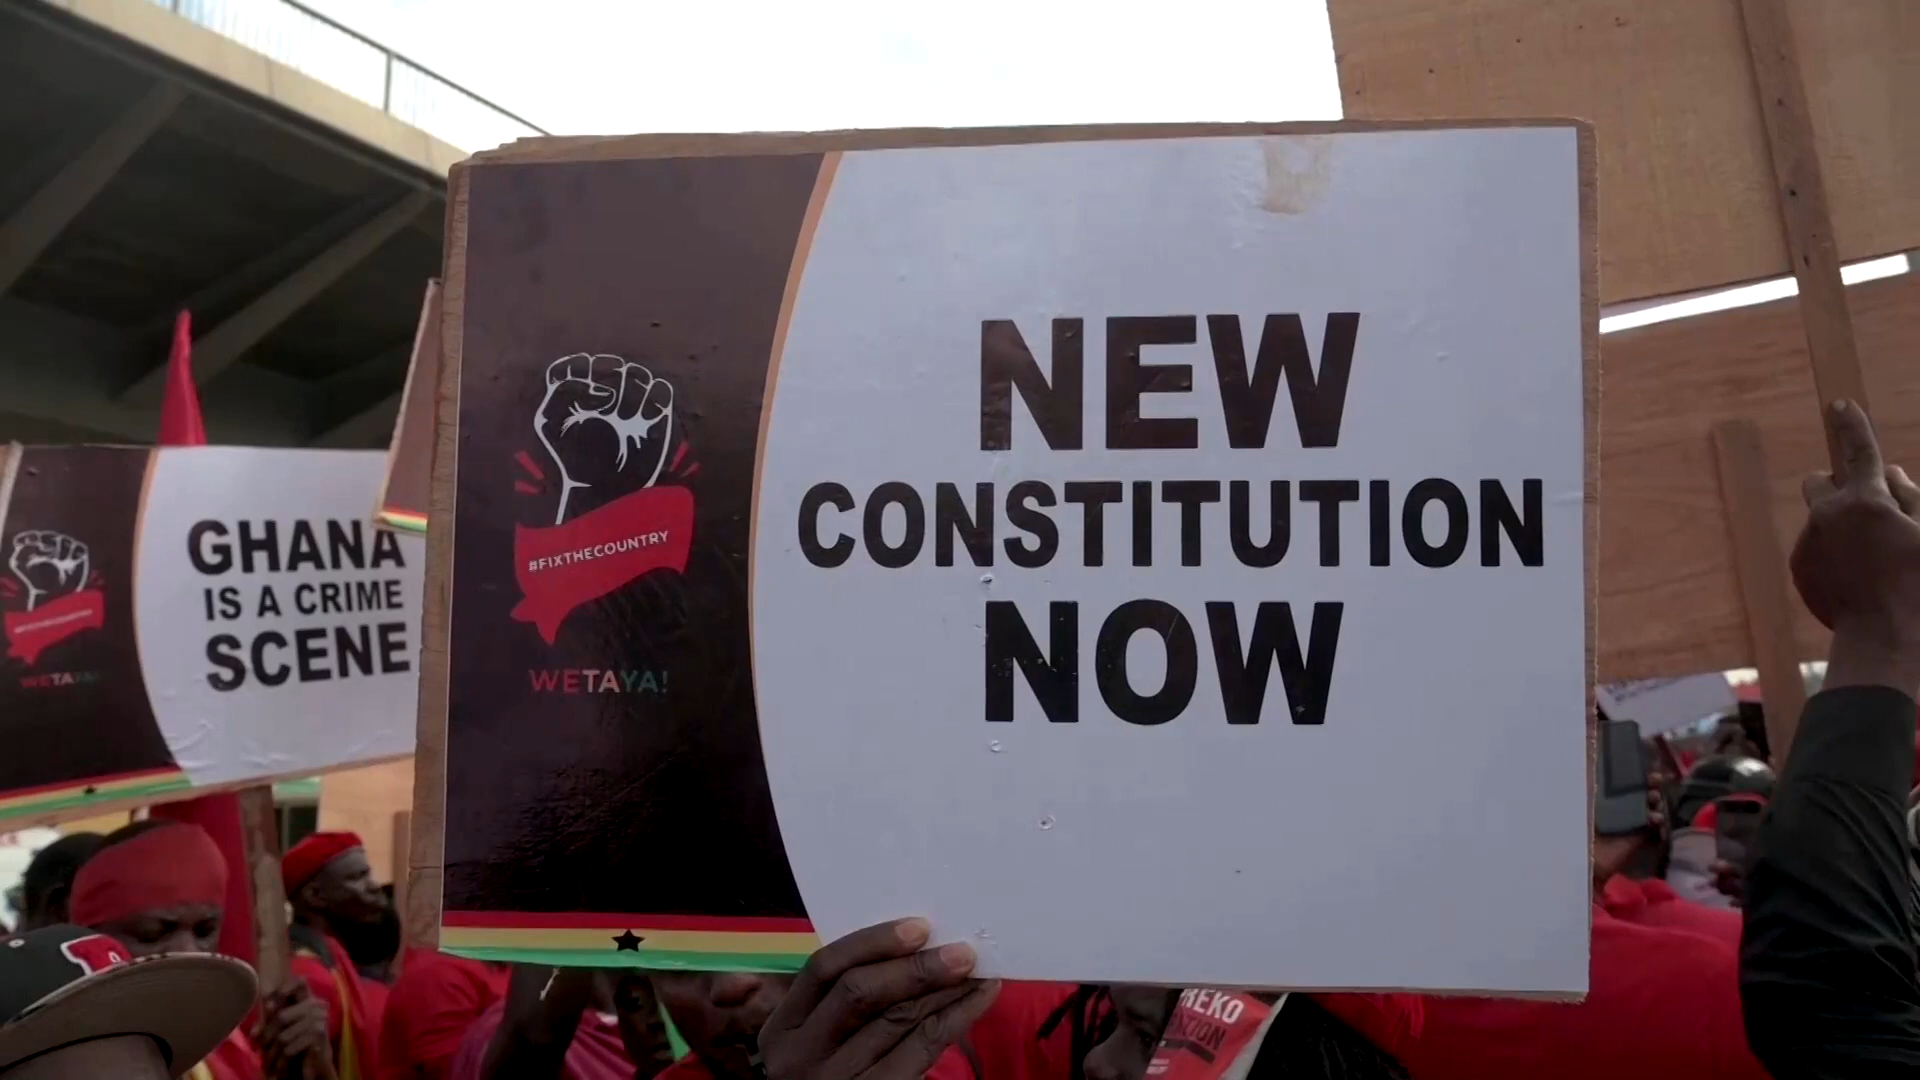 NEW
CONSTITUTION
NOW
#FIXTHECOUNTRY
WETAYA!
GHANA
IS A CRIME
SCENE
WETAYA!